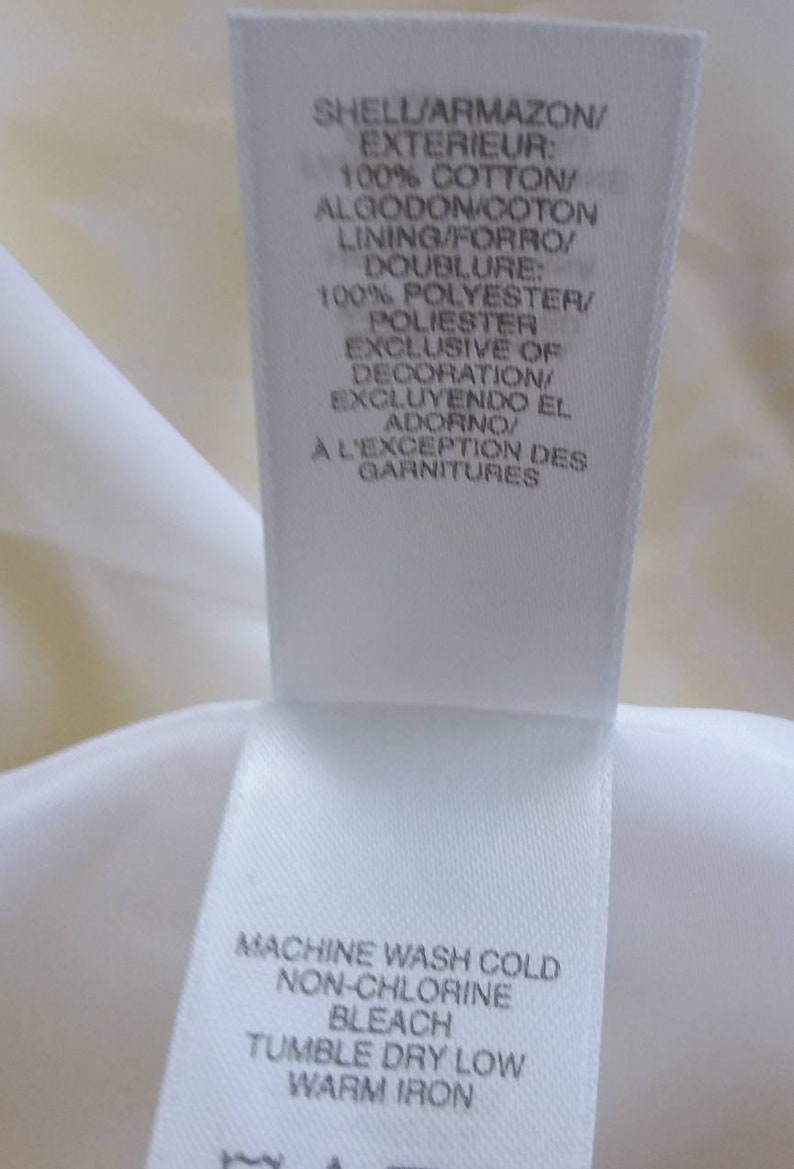 SHELL/ARMAZON/
EXTERIEUR:
100% COTTON/
ALGODON/COTON
LINING/FORRO/
DOUBLURE:
100% POLYESTER/
POLIESTER
EXCLUSIVE OF
DECORATION/
EXCLUYENDO EL
ADORNO/
À L'EXCEPTION DES
GARNITURES
MACHINE WASH COLD
NON-CHLORINE
BLEACH
TUMBLE DRY LOW
WARM IRON